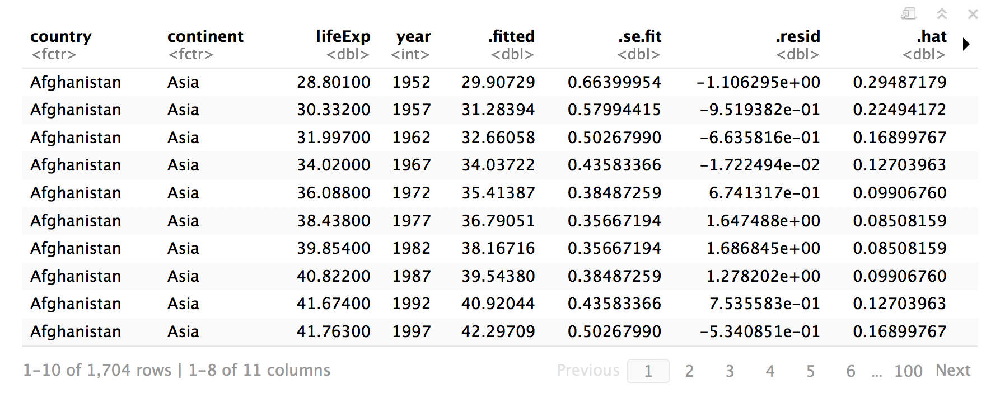 country continent lifeExp year .fitted .se.fit .resid .hat
<fctr> <fctr> <dbl> <int> <dbl> <dbl> <dbl> <dbl>
Afghanistan Asia 28.80100 1952 29.90729 0.66399954 -1.106295e+00 0.29487179
Afghanistan Asia 30.33200 1957 31.28394 0.57994415 -9.519382e-01 0.22494172
Afghanistan Asia 31.99700 1962 32.66058 0.50267990 -6.635816e-01 0.16899767
Afghanistan Asia 34.02000 1967 34.03722 0.43583366 -1.722494e-02 0.12703963
Afghanistan Asia 36.08800 1972 35.41387 0.38487259 6.741317e-01 0.09906760
Afghanistan Asia 38.43800 1977 36.79051 0.35667194 1.647488e+00 0.08508159
Afghanistan Asia 39.85400 1982 38.16716 0.35667194 1.686845e+00 0.08508159
Afghanistan Asia 40.82200 1987 39.54380 0.38487259 1.278202e+00 0.09906760
Afghanistan Asia 41.67400 1992 40.92044 0.43583366 7.535583e-01 0.12703963
Afghanistan Asia 41.76300 1997 42.29709 0.50267990 -5.340851e-01 0.16899767
1-10 of 1,704 rows | 1-8 of 11 columns Previous 1 2 3 4 5 6 ... 100 Next